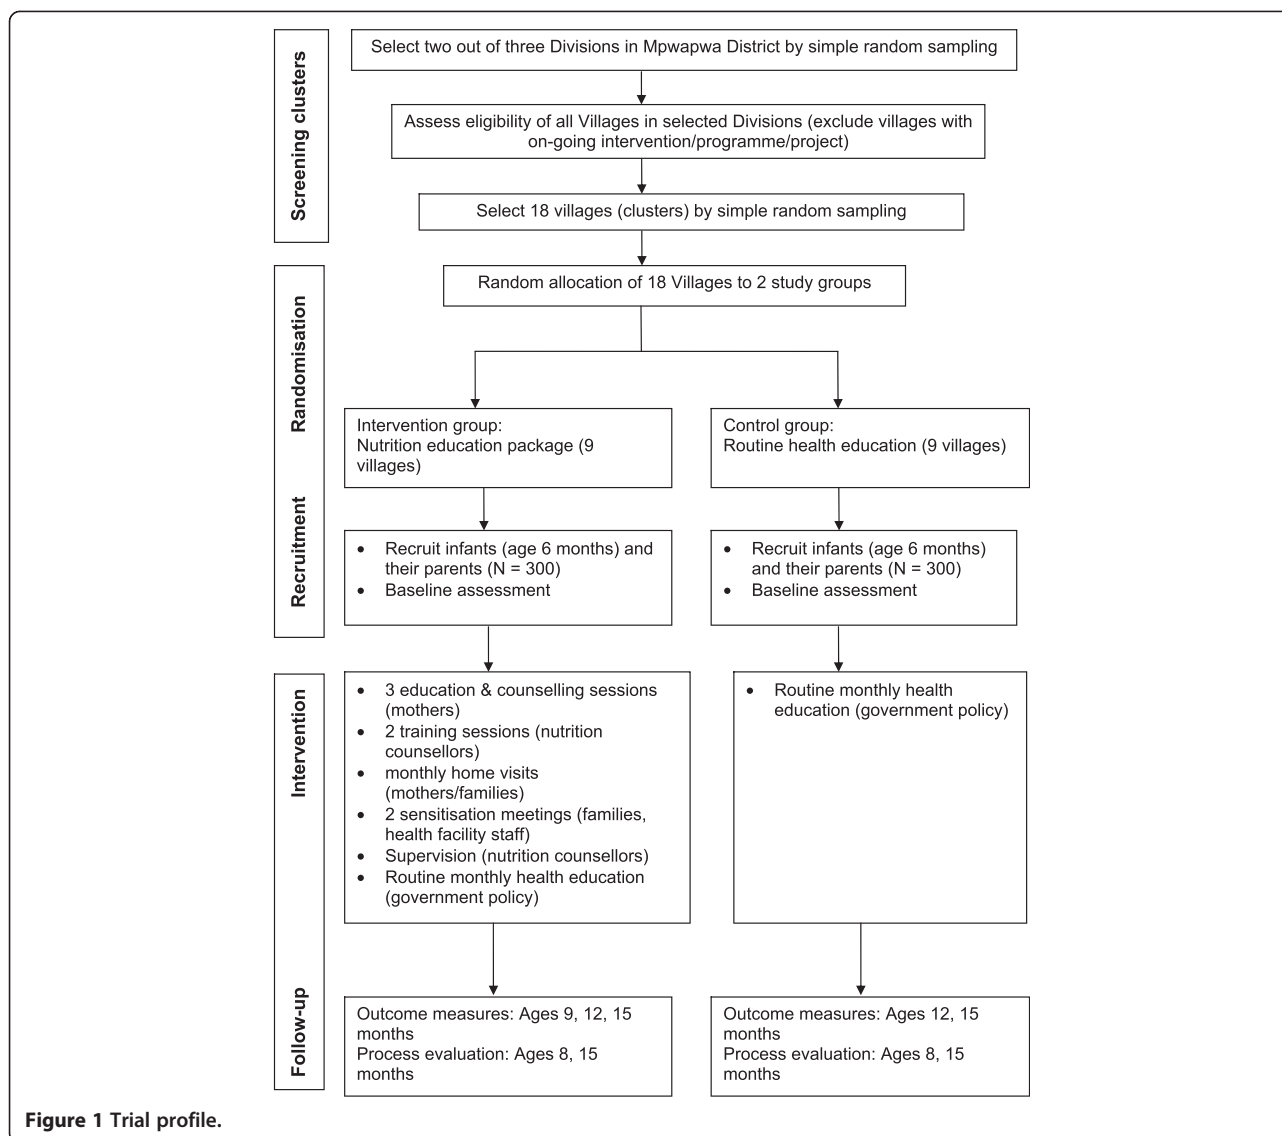 Screening clusters
Select two out of three Divisions in Mpwapwa District by simple random sampling
Assess eligibility of all Villages in selected Divisions (exclude villages with
on-going intervention/programme/project)
Select 18 villages (clusters) by simple random sampling
Randomisation
Random allocation of 18 Villages to 2 study groups
Intervention group:
Nutrition education package (9
villages)
Control group:
Routine health education (9 villages)
Recruitment
• Recruit infants (age 6 months) and
their parents (N = 300)
• Baseline assessment
• Recruit infants (age 6 months)
and their parents (N = 300)
• Baseline assessment
Intervention
• 3 education & counselling sessions
(mothers)
• 2 training sessions (nutrition
counsellors)
• monthly home visits
(mothers/families)
• 2 sensitisation meetings (families,
health facility staff)
• Supervision (nutrition counsellors)
• Routine monthly health education
(government policy)
• Routine monthly health
education (government policy)
Follow-up
Outcome measures: Ages 9, 12, 15
months
Process evaluation: Ages 8, 15
months
Outcome measures: Ages 12, 15
months
Process evaluation: Ages 8, 15
months
Figure 1 Trial profile.